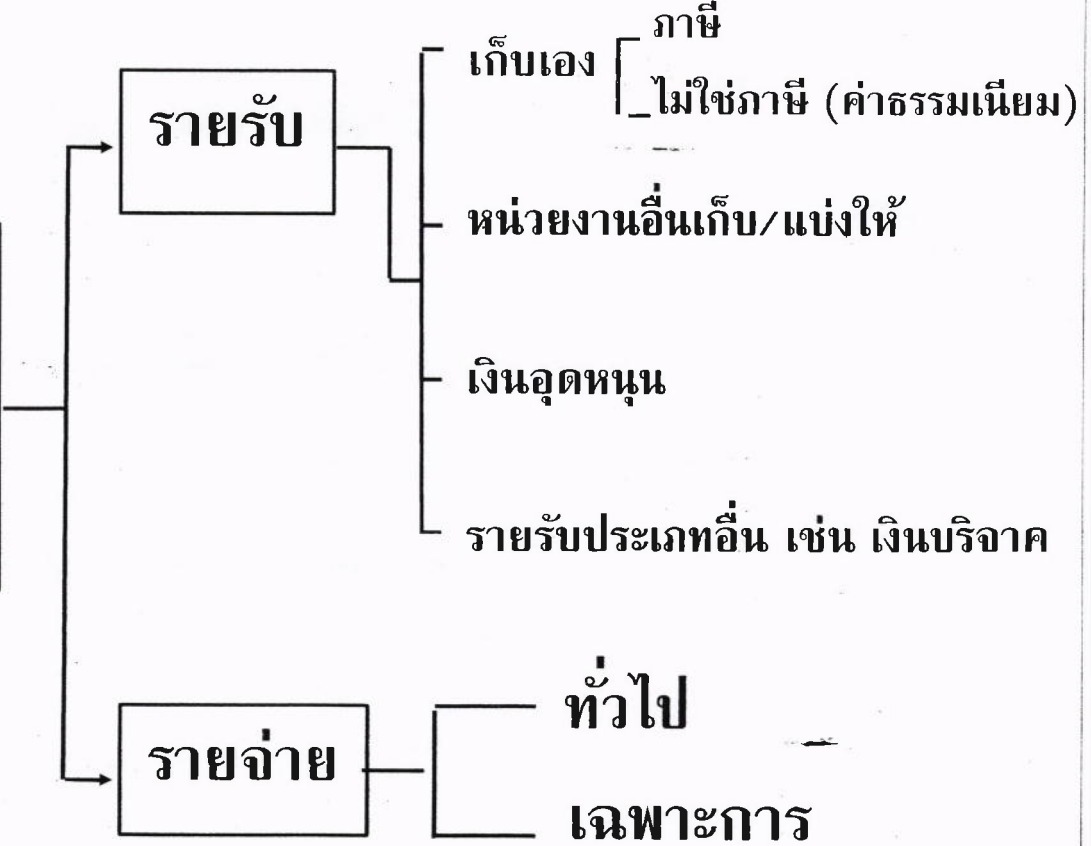 รายรับ
เก็บเอง
ภาษี
ไม่ใช่ภาษี (ค่าธรรมเนียม)
หน่วยงานอื่นเก็บ/แบ่งให้
เงินอุดหนุน
รายรับประเภทอื่น เช่น เงินบริจาค
รายจ่าย
ทั่วไป
เฉพาะการ